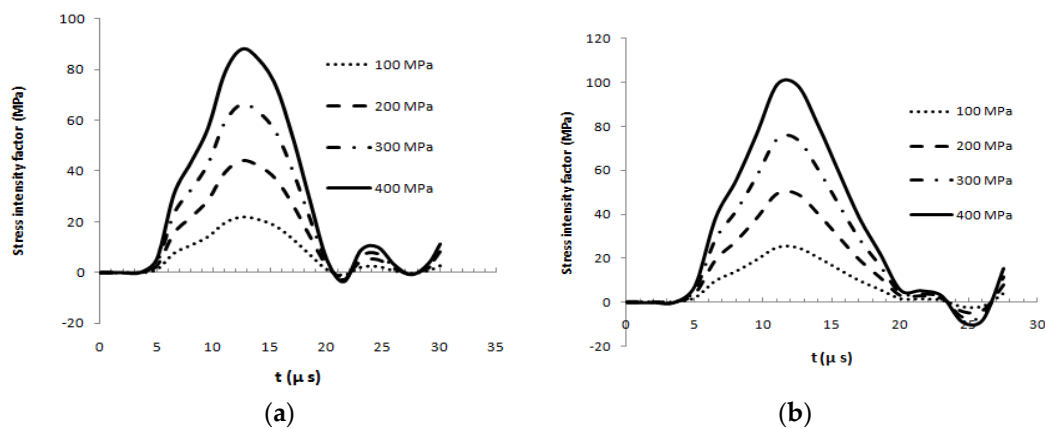 Stress intensity factor (MPa)
100
80
60
40
20
0
-20
0 5 10 15 20 25 30 35
t (μ s)
100 MPa
200 MPa
300 MPa
400 MPa
(a)
Stress intensity factor (MPa)
120
100
80
60
40
20
0
-20
0 5 10 15 20 25 30
t (μ s)
100 MPa
200 MPa
300 MPa
400 MPa
(b)